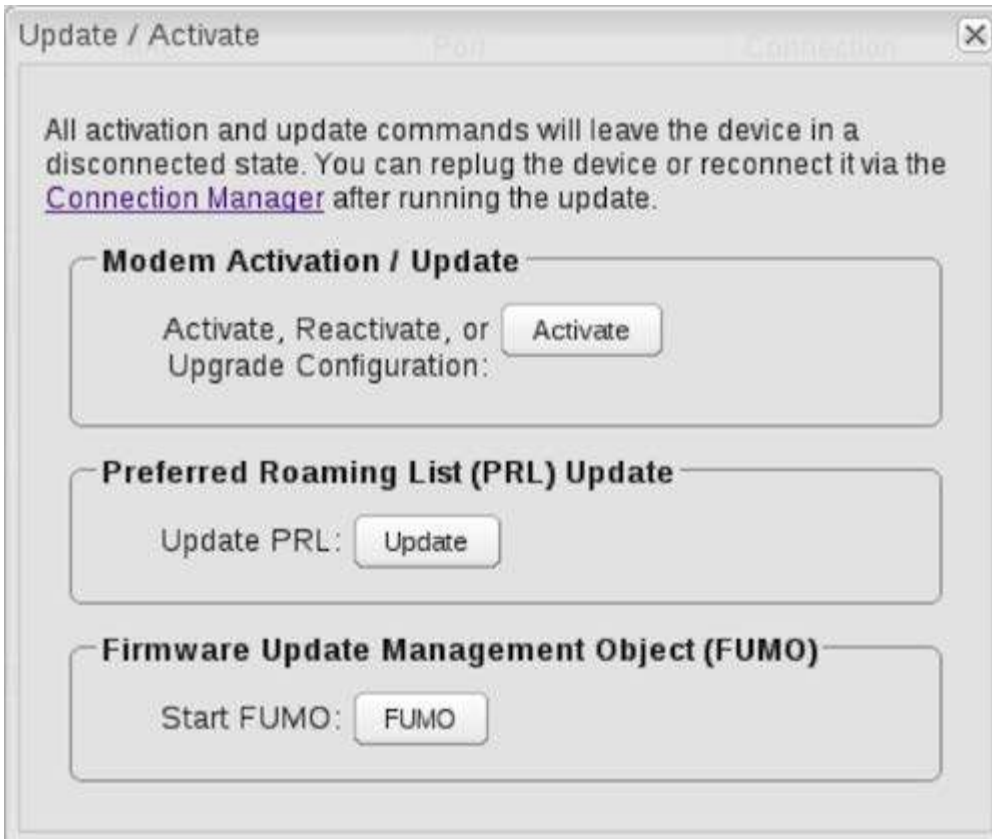 Update / Activate
Port
Connection
All activation and update commands will leave the device in a
disconnected state. You can replug the device or reconnect it via the
Connection Manager after running the update.
Modem Activation / Update
Activate, Reactivate, or
Activate
Upgrade Configuration:
Preferred Roaming List (PRL) Update
Update PRL:
Update
Firmware Update Management Object (FUMO)
Start FUMO:
FUMO